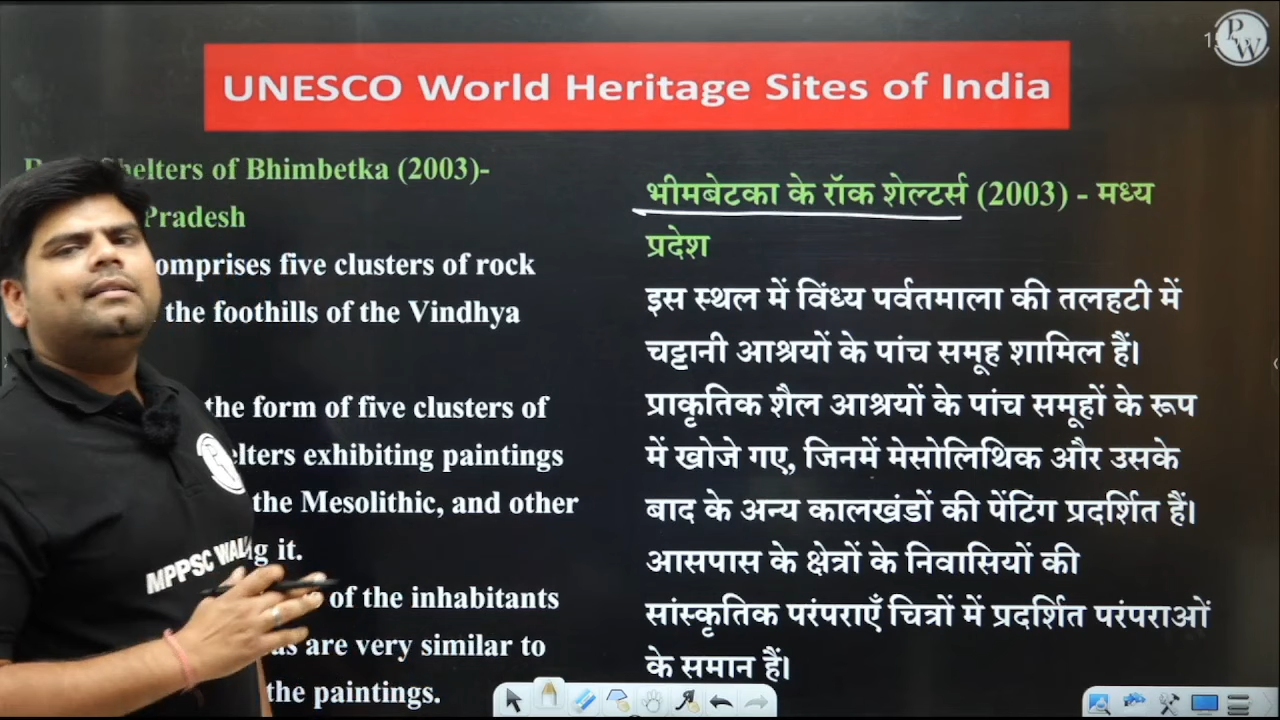 PW
1
UNESCO World Heritage Sites of India
helters of Bhimbetka (2003)-
Pradesh
omprises five clusters of rock
the foothills of the Vindhya
the form of five clusters of
elters exhibiting paintings
the Mesolithic, and other
g it.
of the inhabitants
as are very similar to
the paintings.
भीमबेटका के रॉक शेल्टर्स (2003) - मध्य
प्रदेश
इस स्थल में विंध्य पर्वतमाला की तलहटी में
चट्टानी आश्रयों के पांच समूह शामिल हैं।
प्राकृतिक शैल आश्रयों के पांच समूहों के रूप
में खोजे गए, जिनमें मेसोलिथिक और उसके
बाद के अन्य कालखंडों की पेंटिंग प्रदर्शित हैं।
आसपास के क्षेत्रों के निवासियों की
सांस्कृतिक परंपराएँ चित्रों में प्रदर्शित परंपराओं
के समान हैं।
MPPSC WALL